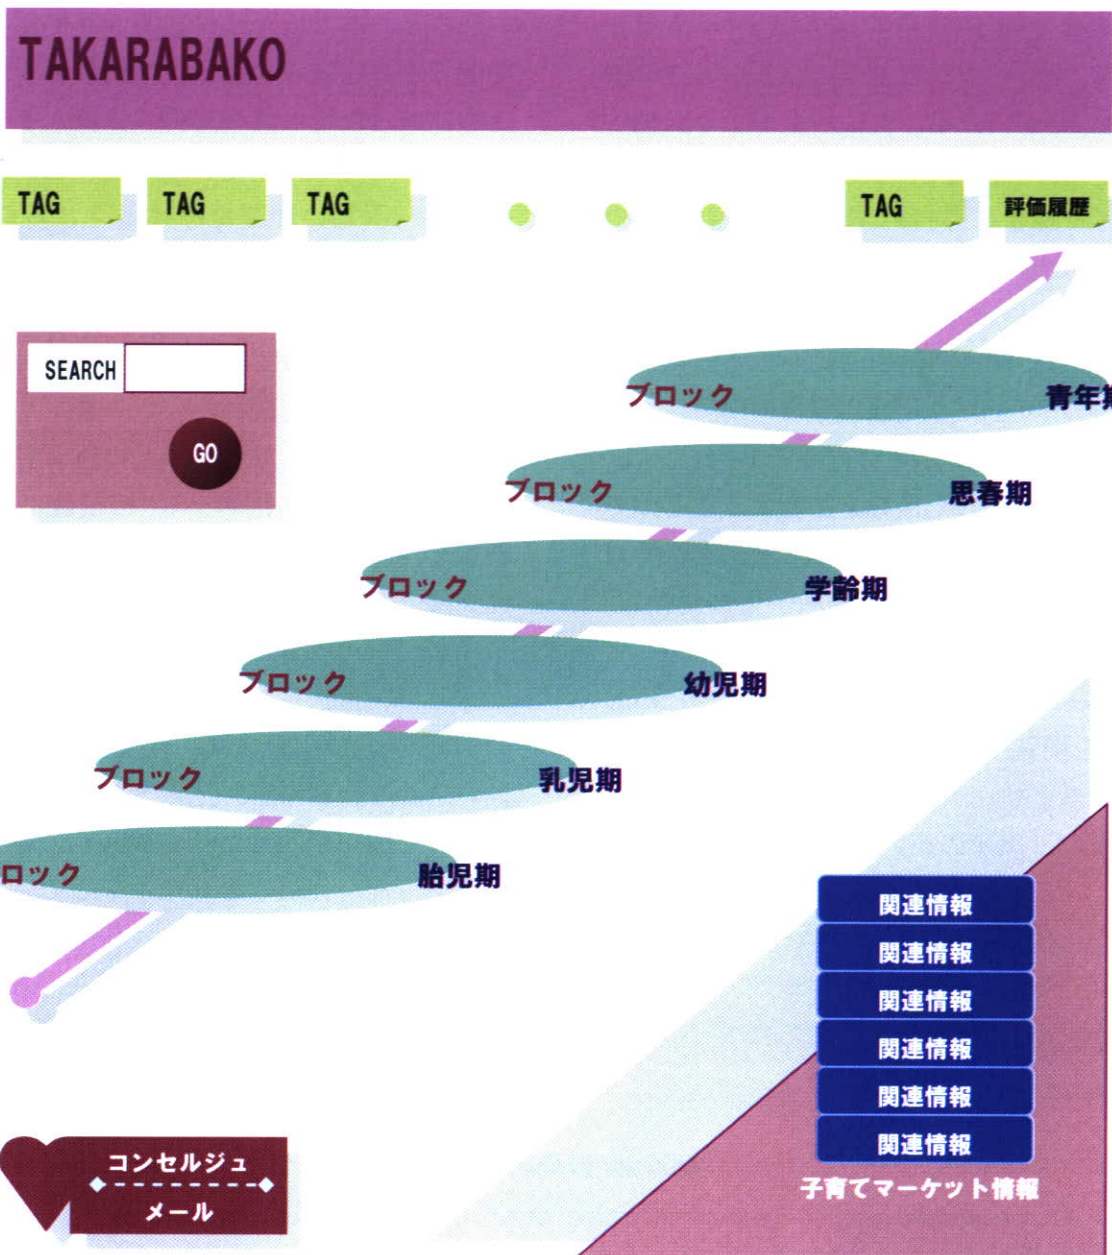 TAKARABAKO
TAG
TAG
TAG
TAG
評価履歴
SEARCH
GO
ブロック 青年期
ブロック 思春期
ブロック 学齢期
ブロック 幼児期
ブロック 乳児期
ロック 胎児期
関連情報
関連情報
関連情報
関連情報
関連情報
関連情報
子育てマーケット情報
コンセルジュ
メール